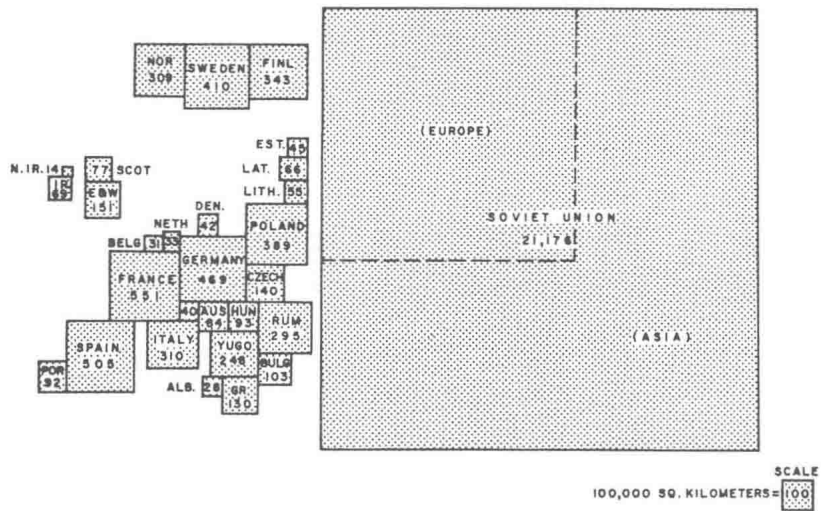 NOR
309
SWEDEN
410
FINL
343
(EUROPE)
EST. 45
LAT. 66
LITH. 55
N.IR. 14
IR
69
77 SCOT
E&W
151
DEN.
42
NETH
33
BELG 31
POLAND
389
GERMANY
469
CZECH
140
FRANCE
551
SOVIET UNION
21,176
40
AUS
84
HUN
93
RUM
295
SPAIN
505
ITALY
310
YUGO
248
BULG
103
POR
92
ALB. 28
GR
130
(ASIA)
SCALE
100,000 SQ. KILOMETERS= 100